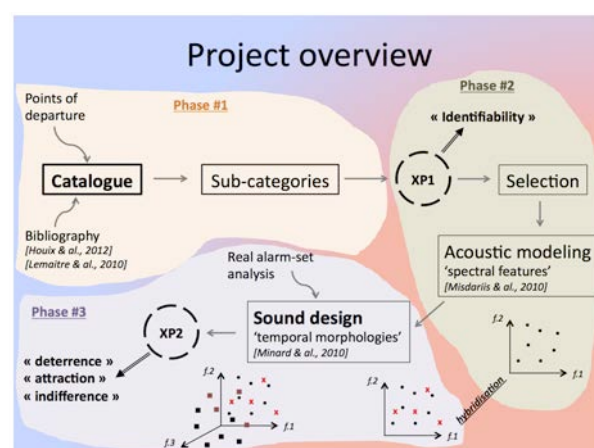 Project overview
Phase #1
Points of
departure
Catalogue
Sub-categories
Bibliography
[Houix & al., 2012]
[Lemaitre & al., 2010]
Phase #2
« Identifiability »
XP1
Selection
Acoustic modeling
'spectral features'
[Misdariis & al., 2010]
f.2
f.1
hybridisation
Phase #3
Real alarm-set
analysis
Sound design
'temporal morphologies'
[Minard & al., 2010]
XP2
« deterrence »
« attraction »
« indifference »
f.2
f.1
f.3
f.2
f.1